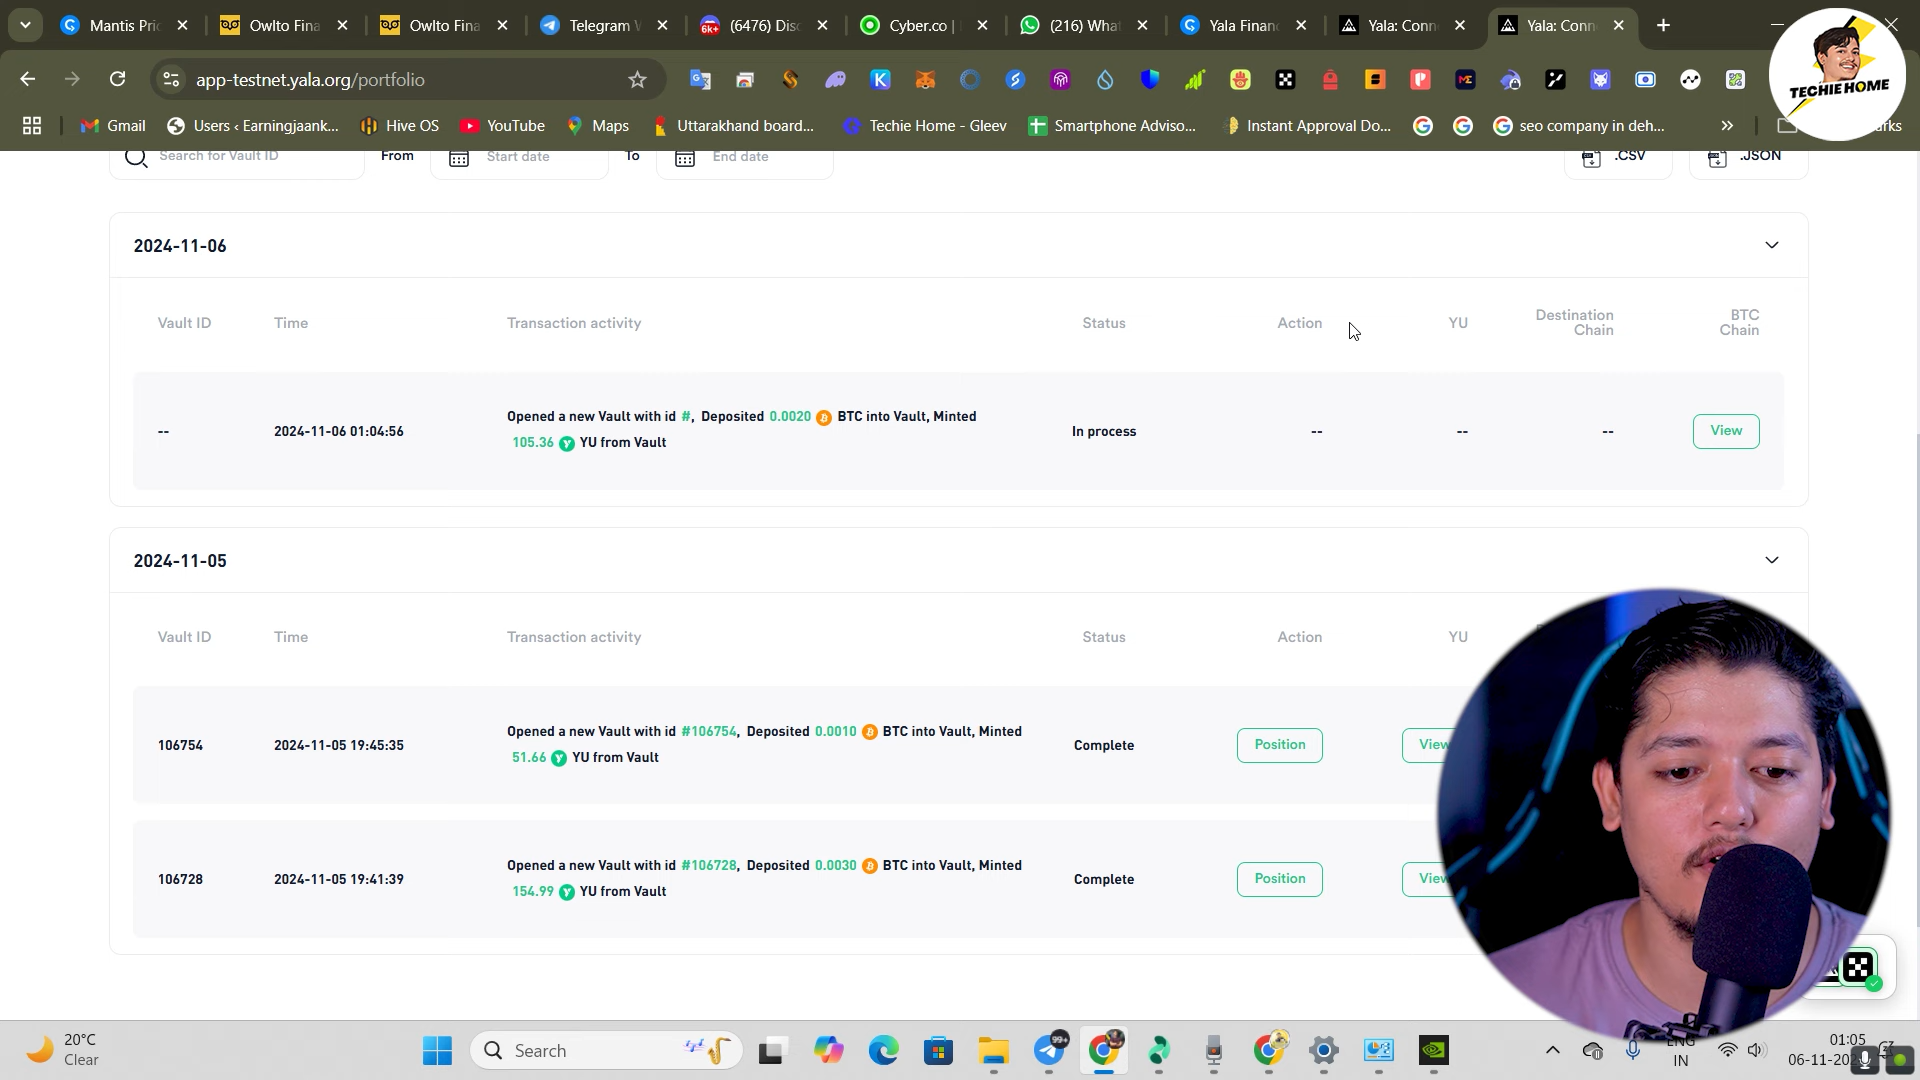 Mantis Pric
Owlto Fina
Owlto Fina
Telegram W
(6476) Disc
Cyber.co |
(216) What
Yala Financ
Yala: Conn
Yala: Conn
app-testnet.yala.org/portfolio
TECHIE HOME
Gmail
Users ‹ Earningjaank...
Hive OS
YouTube
Maps
Uttarakhand board...
Techie Home - Gleev
Smartphone Adviso...
Instant Approval Do...
seo company in deh...
Search for Vault ID
From
Start date
To
End date
.CSV
.JSON
2024-11-06
Vault ID
Time
Transaction activity
Status
Action
YU
Destination
Chain
BTC
Chain
--
2024-11-06 01:04:56
Opened a new Vault with id #, Deposited 0.0020 BTC into Vault, Minted
105.36 YU from Vault
In process
--
--
--
View
2024-11-05
Vault ID
Time
Transaction activity
Status
Action
YU
106754
2024-11-05 19:45:35
Opened a new Vault with id #106754, Deposited 0.0010 BTC into Vault, Minted
51.66 YU from Vault
Complete
Position
View
106728
2024-11-05 19:41:39
Opened a new Vault with id #106728, Deposited 0.0030 BTC into Vault, Minted
154.99 YU from Vault
Complete
Position
View
20°C
Clear
Search
99+
ENG
IN
01:05
06-11-20